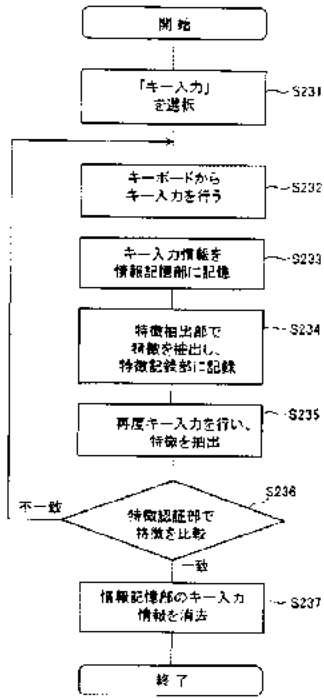 開始
「キー入力」
を選択
S231
キーボードから
キー入力を行う
S232
キー入力情報を
情報記憶部に記憶
S233
特徴抽出部で
特徴を抽出し、
特徴記録部に記録
S234
再度キー入力を行い、
特徴を抽出
S235
S236
不一致
特徴認証部で
特徴を比較
一致
情報記憶部のキー入力
情報を消去
S237
終了